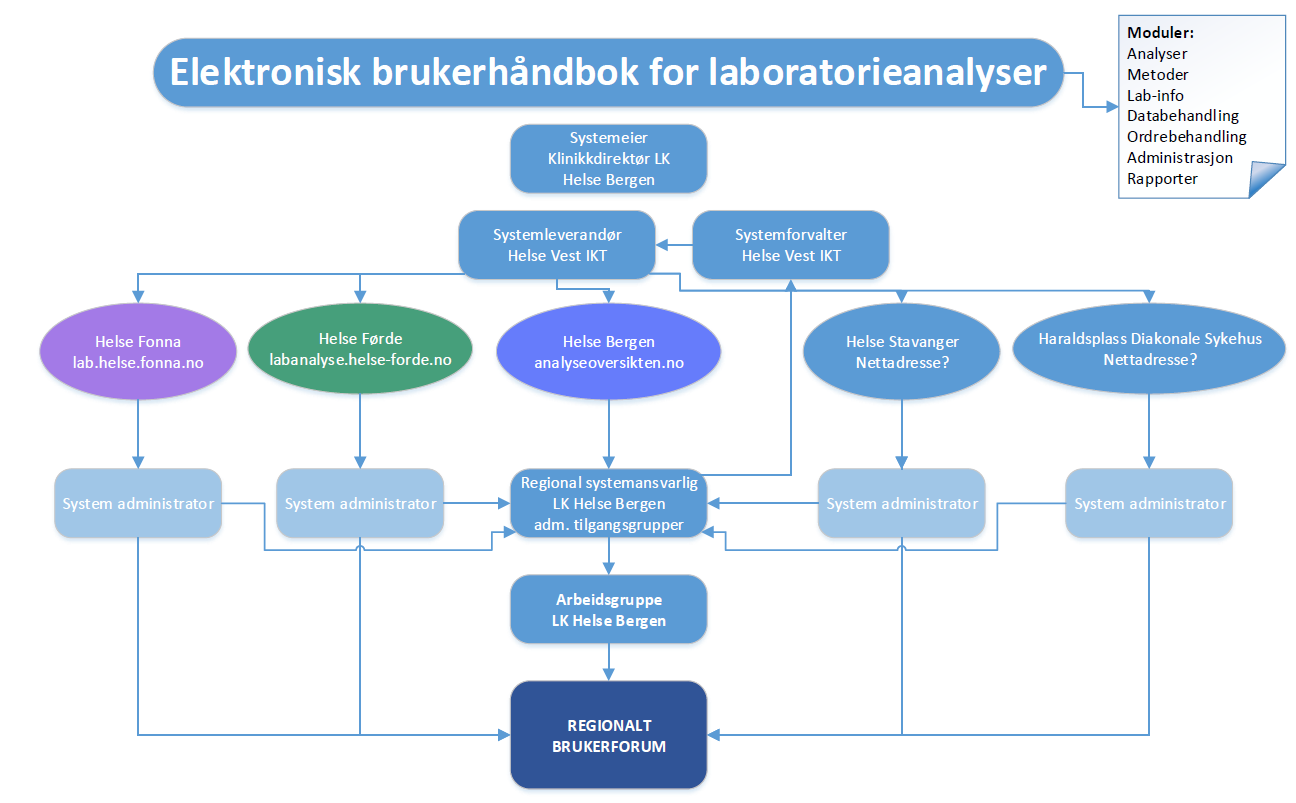 Elektronisk brukerhåndbok for laboratorieanalyser
Moduler:
Analyser
Metoder
Lab-info
Databehandling
Ordrebehandling
Administrasjon
Rapporter
Systemeier
Klinikkdirektør LK
Helse Bergen
Systemleverandør
Helse Vest IKT
Systemforvalter
Helse Vest IKT
Helse Fonna
lab.helse.fonna.no
Helse Førde
labanalyse.helse-forde.no
Helse Bergen
analyseoversikten.no
Helse Stavanger
Nettadresse?
Haraldsplass Diakonale Sykehus
Nettadresse?
System administrator
System administrator
Regional systemansvarlig
LK Helse Bergen
adm. tilgangsgrupper
System administrator
System administrator
Arbeidsgruppe
LK Helse Bergen
REGIONALT
BRUKERFORUM